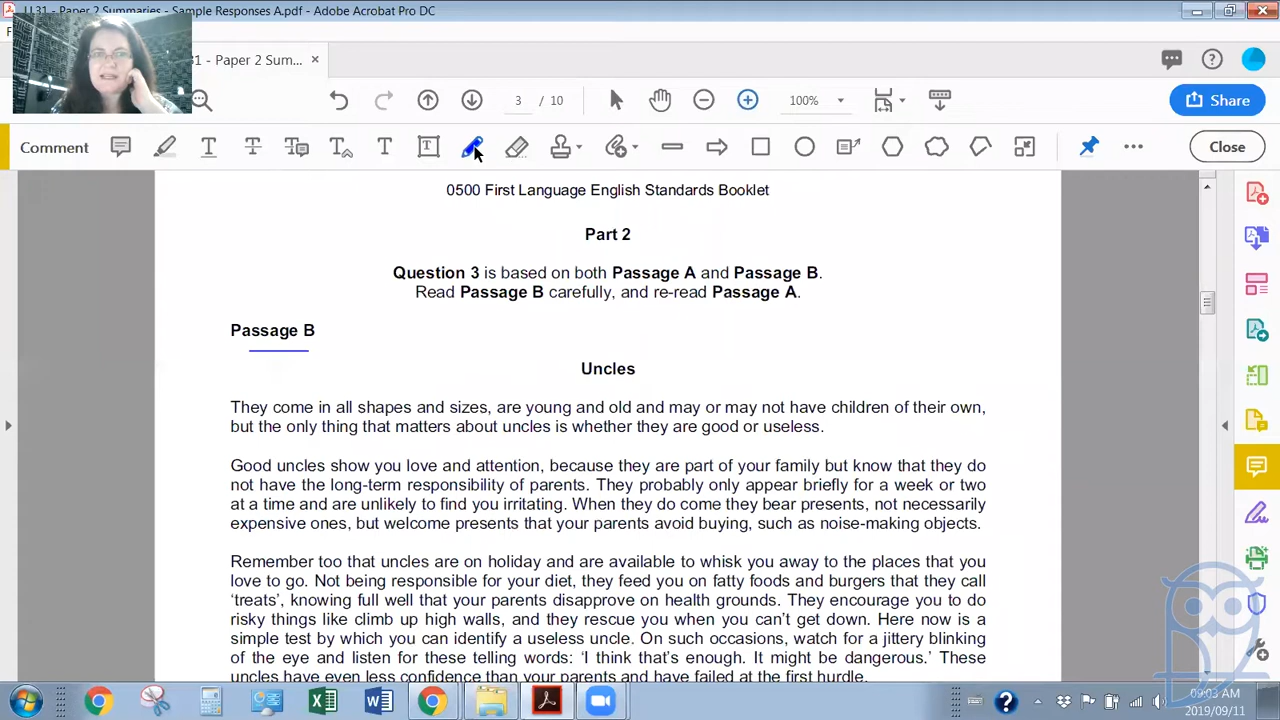 LL31 - Paper 2 Summaries - Sample Responses A.pdf - Adobe Acrobat Pro DC
31 - Paper 2 Sum... ×
3 / 10
100%
Share
Comment
Close
0500 First Language English Standards Booklet
Part 2
Question 3 is based on both Passage A and Passage B.
Read Passage B carefully, and re-read Passage A.
Passage B
Uncles
They come in all shapes and sizes, are young and old and may or may not have children of their own,
but the only thing that matters about uncles is whether they are good or useless.
Good uncles show you love and attention, because they are part of your family but know that they do
not have the long-term responsibility of parents. They probably only appear briefly for a week or two
at a time and are unlikely to find you irritating. When they do come they bear presents, not necessarily
expensive ones, but welcome presents that your parents avoid buying, such as noise-making objects.
Remember too that uncles are on holiday and are available to whisk you away to the places that you
love to go. Not being responsible for your diet, they feed you on fatty foods and burgers that they call
‘treats’, knowing full well that your parents disapprove on health grounds. They encourage you to do
risky things like climb up high walls, and they rescue you when you can’t get down. Here now is a
simple test by which you can identify a useless uncle. On such occasions, watch for a jittery blinking
of the eye and listen for these telling words: ‘I think that’s enough. It might be dangerous.’ These
uncles have even less confidence than your parents and have failed at the first hurdle.
09:03 AM
2019/09/11